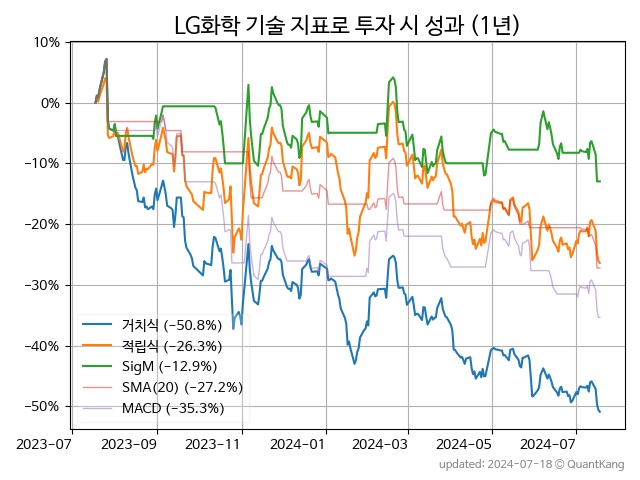 LG화학 기술 지표로 투자 시 성과 (1년)
10%
0%
−10%
−20%
−30%
−40%
−50%
거치식 (−50.8%)
적립식 (−26.3%)
SigM (−12.9%)
SMA(20) (−27.2%)
MACD (−35.3%)
2023-07 2023-09 2023-11 2024-01 2024-03 2024-05 2024-07
updated: 2024-07-18 © QuantKang